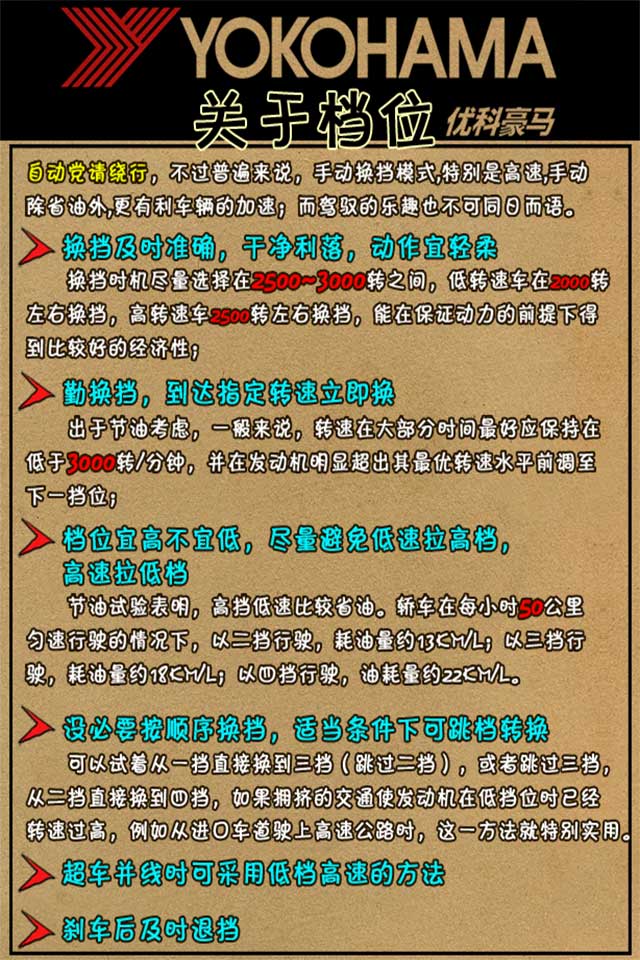 YOKOHAMA
关于档位 优科豪马
自动党请绕行，不过普遍来说，手动换挡模式,特别是高速,手动
除省油外,更有利车辆的加速；而驾驭的乐趣也不可同日而语。
换挡及时准确，干净利落，动作宜轻柔
换挡时机尽量选择在2500~3000转之间，低转速车在2000转
左右换挡，高转速车2500转左右换挡，能在保证动力的前提下得
到比较好的经济性；
勤换挡，到达指定转速立即换
出于节油考虑，一般来说，转速在大部分时间最好应保持在
低于3000转/分钟，并在发动机明显超出其最优转速水平前调至
下一挡位；
档位宜高不宜低，尽量避免低速拉高档，
高速拉低档
节油试验表明，高挡低速比较省油。轿车在每小时50公里
匀速行驶的情况下，以二挡行驶，耗油量约13KM/L；以三挡行
驶，耗油量约18KM/L；以四挡行驶，油耗量约22KM/L。
没必要按顺序换挡，适当条件下可跳档转换
可以试着从一挡直接换到三挡（跳过二挡），或者跳过三挡，
从二挡直接换到四挡，如果拥挤的交通使发动机在低挡位时已经
转速过高，例如从进口车道驶上高速公路时，这一方法就特别实用。
超车并线时可采用低档高速的方法
刹车后及时退挡